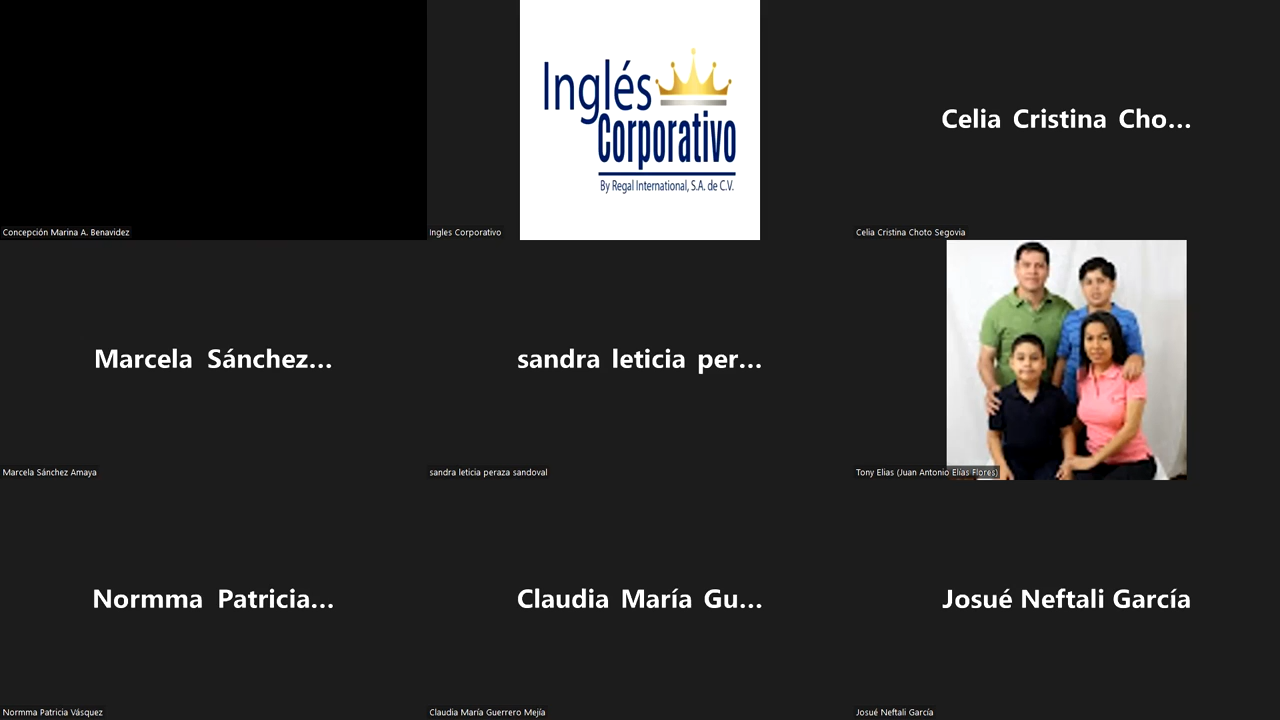 Inglés
Corporativo
By Regal International, S.A. de C.V.
Celia Cristina Cho...
Concepción Marina A. Benavidez
Ingles Corporativo
Celia Cristina Choto Segovia
Marcela Sánchez...
sandra leticia per...
Marcela Sánchez Amaya
sandra leticia peraza sandoval
Tony Elias (Juan Antonio Elías Flores)
Normma Patricia...
Claudia María Gu...
Josué Neftali García
Normma Patricia Vásquez
Claudia María Guerrero Mejía
Josué Neftali García